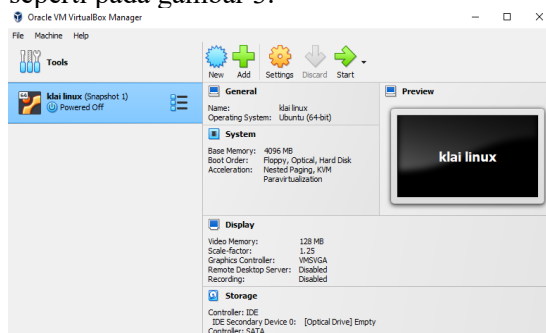 seperti pada gambar 3.
Oracle VM VirtualBox Manager
File Machine Help
Tools
New Add Settings Discard Start
klai linux (Snapshot 1)
Powered Off
General
Name: klai linux
Operating System: Ubuntu (64-bit)
System
Base Memory: 4096 MB
Boot Order: Floppy, Optical, Hard Disk
Acceleration: Nested Paging, KVM
Paravirtualization
Preview
klai linux
Display
Video Memory: 128 MB
Scale-factor: 1.25
Graphics Controller: VMSVGA
Remote Desktop Server: Disabled
Recording: Disabled
Storage
Controller: IDE
IDE Secondary Device 0: [Optical Drive] Empty
Controller: SATA